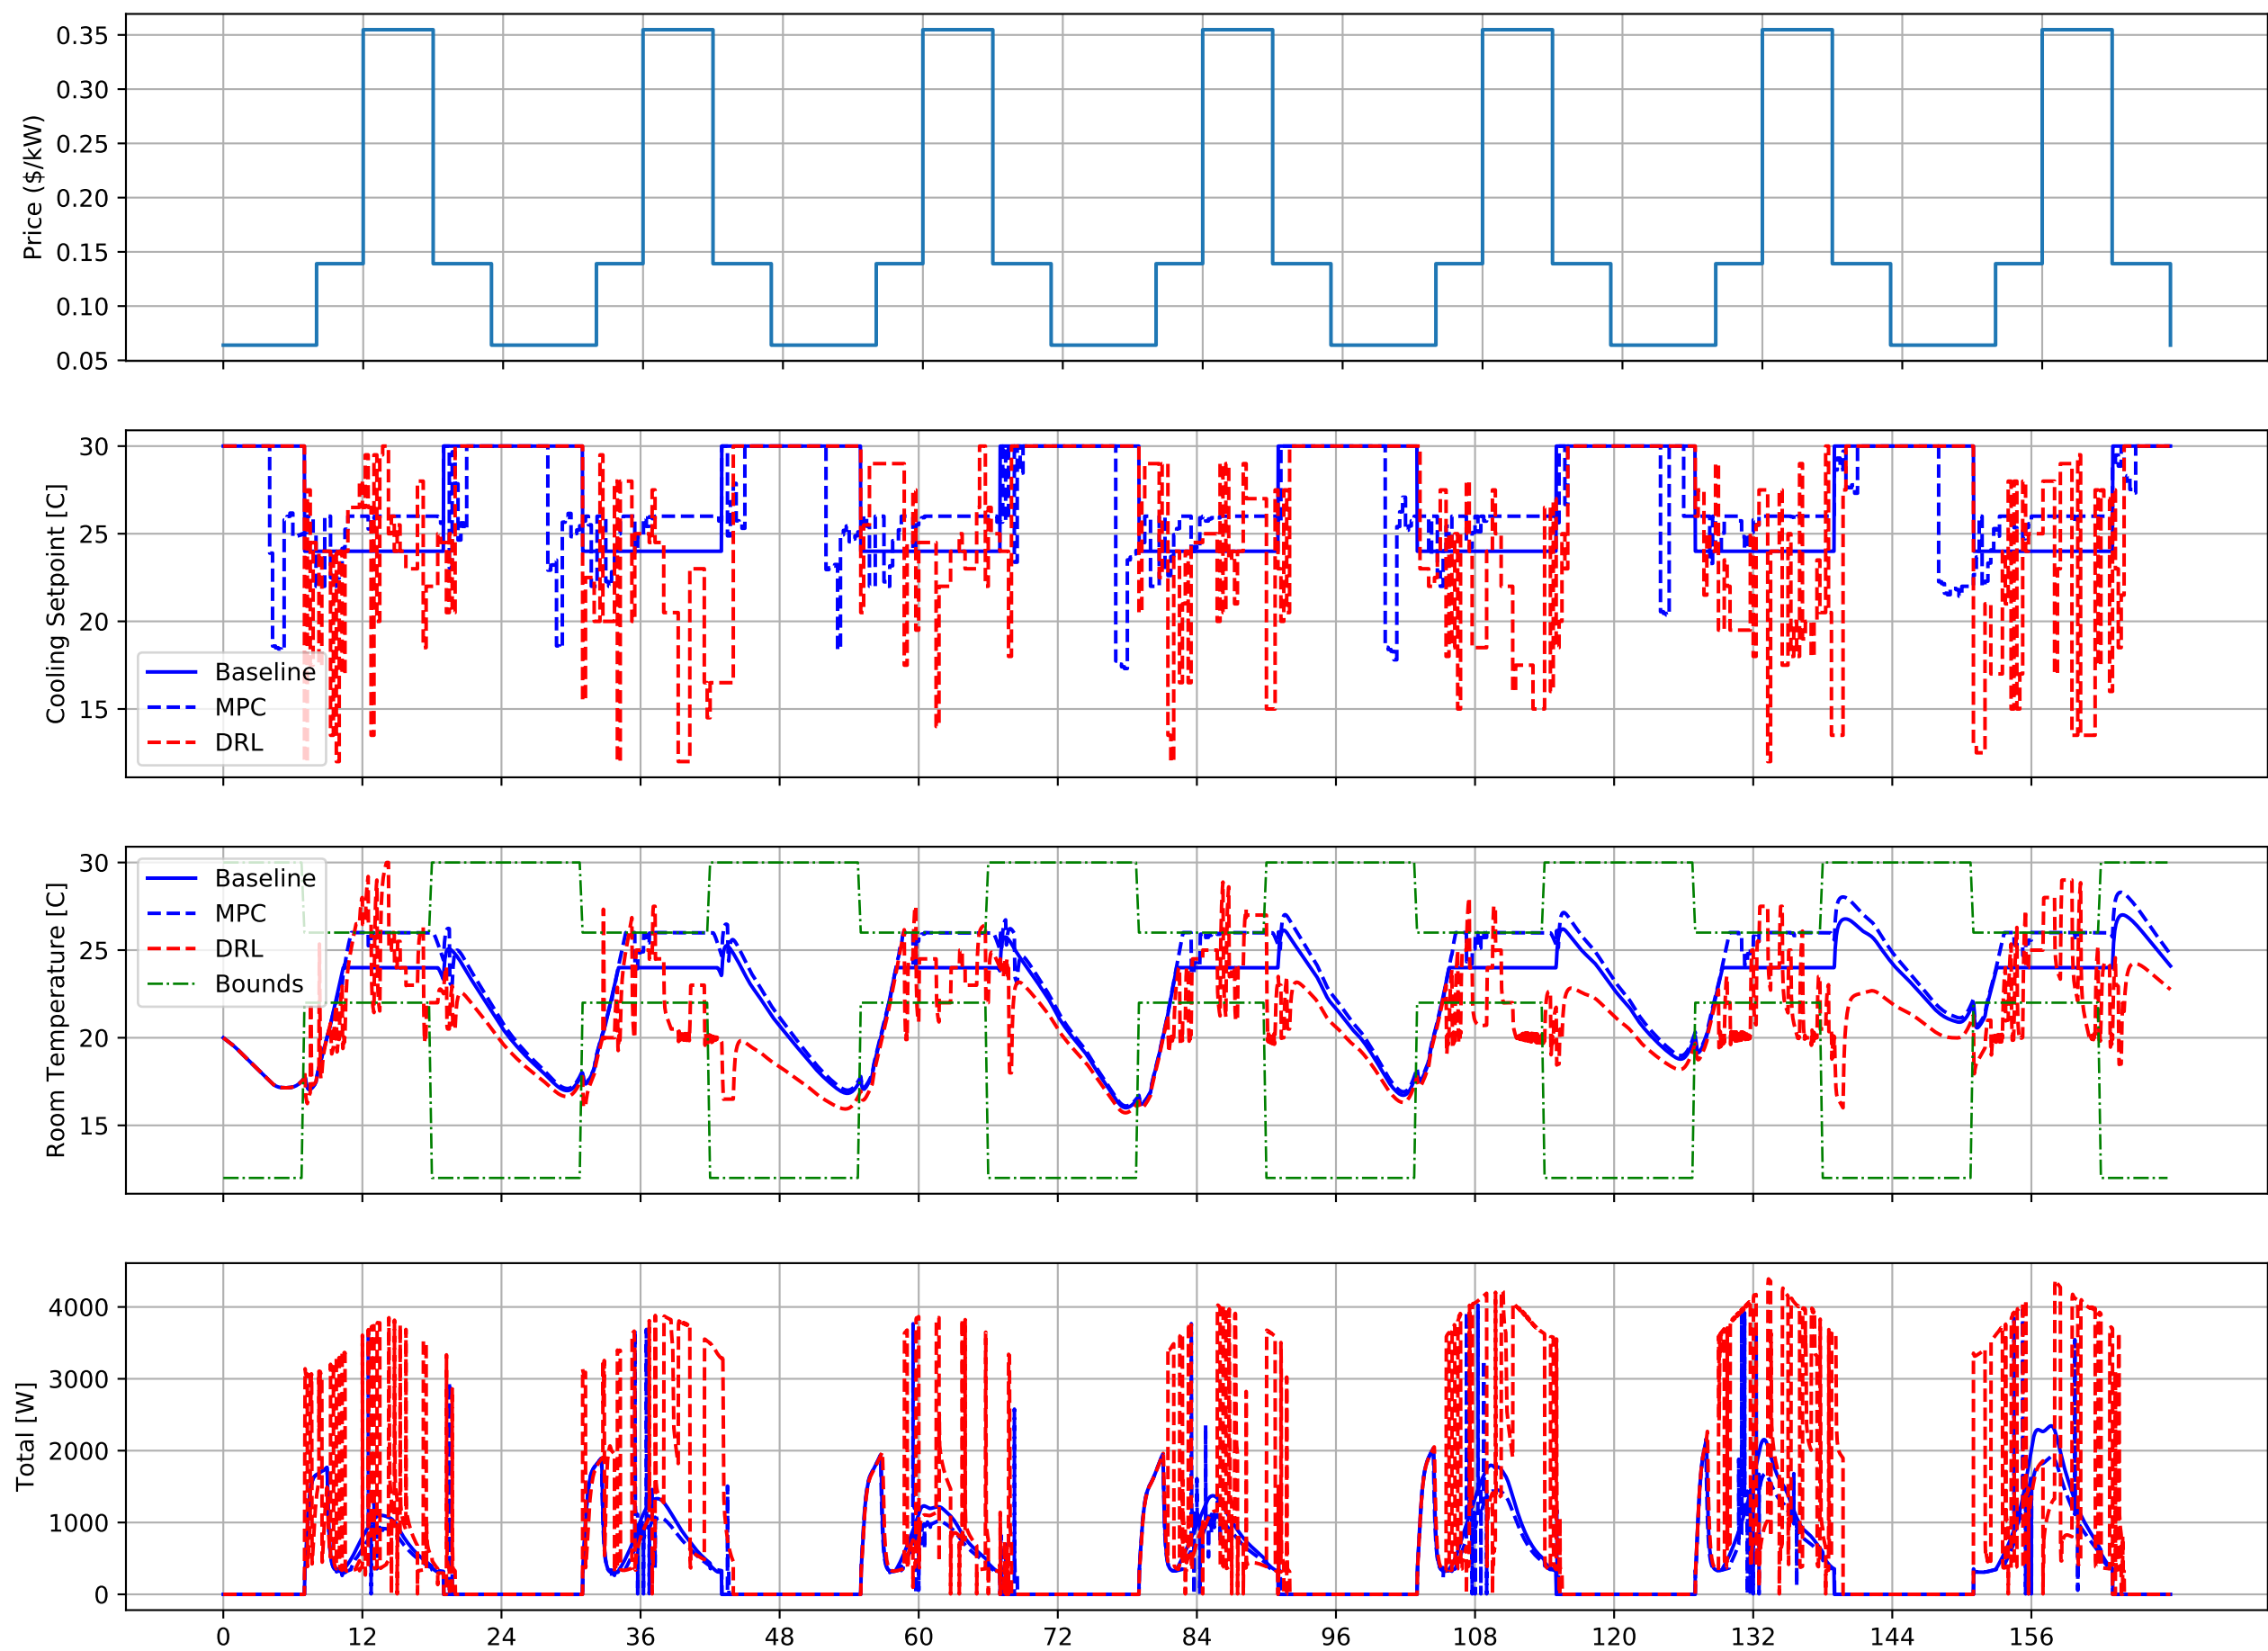 Price ($/kW)
0.35
0.30
0.25
0.20
0.15
0.10
0.05
Cooling Setpoint [C]
30
25
20
15
Baseline
MPC
DRL
Room Temperature [C]
30
25
20
15
Baseline
MPC
DRL
Bounds
Total [W]
4000
3000
2000
1000
0
0 12 24 36 48 60 72 84 96 108 120 132 144 156